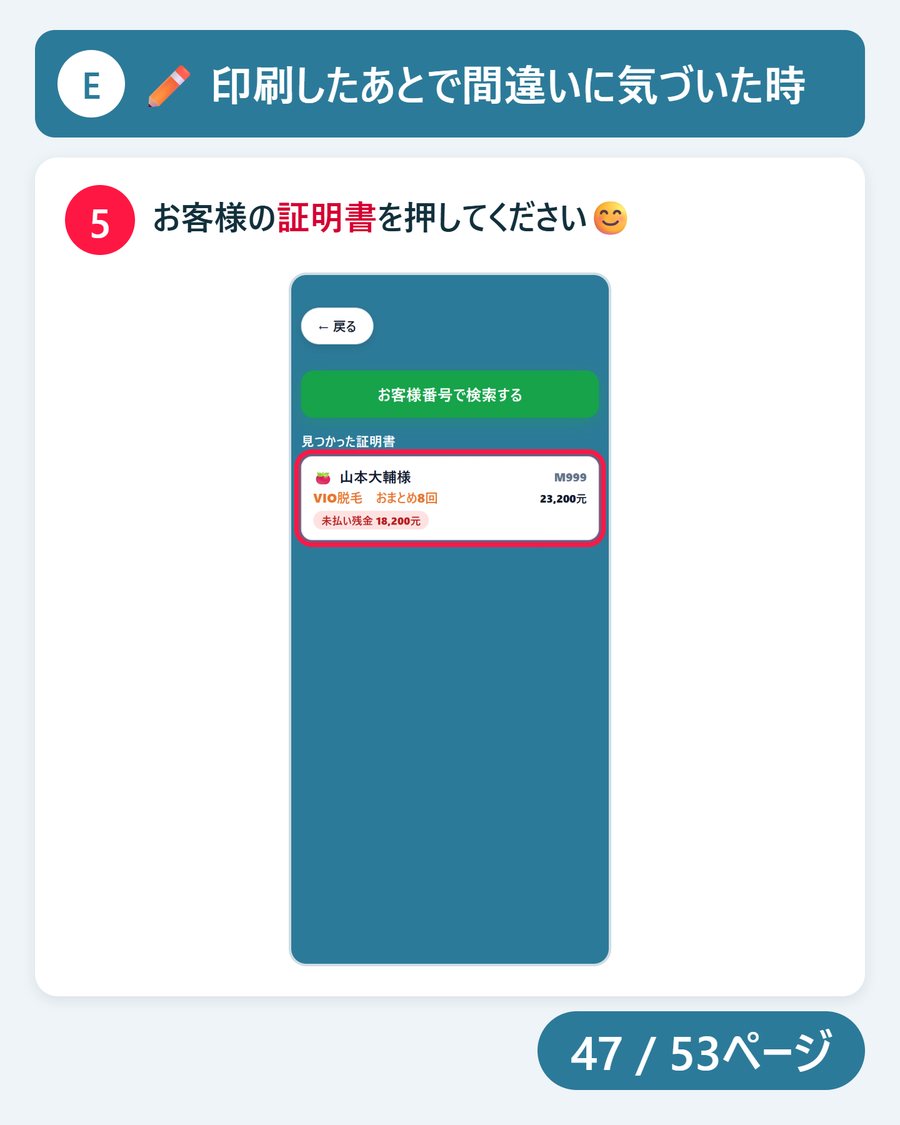 E ✏️ 印刷したあとで間違いに気づいた時
5 お客様の証明書を押してください😊
← 戻る
お客様番号で検索する
見つかった証明書
山本大輔様 M999
VIO脱毛　おまとめ8回 23,200元
未払い残金 18,200元
47 / 53ページ